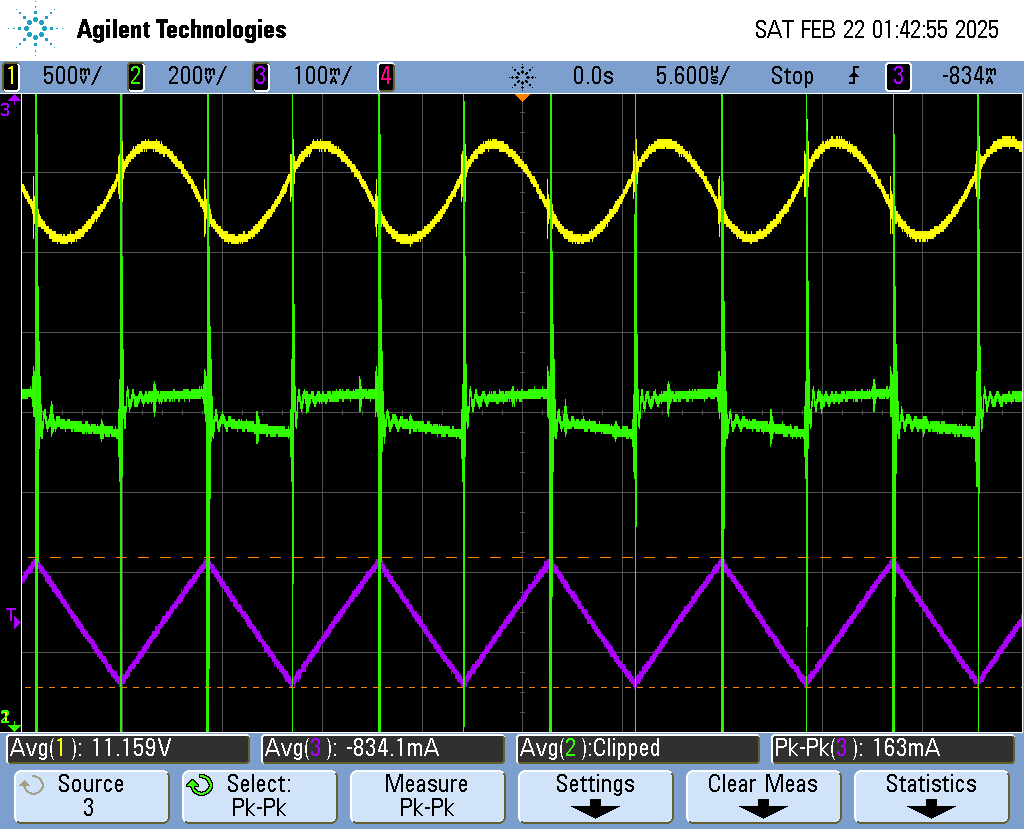 Agilent Technologies
SAT FEB 22 01:42:55 2025
1 500mV/ 2 200mV/ 3 100mA/ 4 0.0s 5.600us/ Stop 3 -834mA
3
T
2
Avg(1): 11.159V
Avg(3): -834.1mA
Avg(2):Clipped
Pk-Pk(3): 163mA
Source
3
Select:
Pk-Pk
Measure
Pk-Pk
Settings
Clear Meas
Statistics